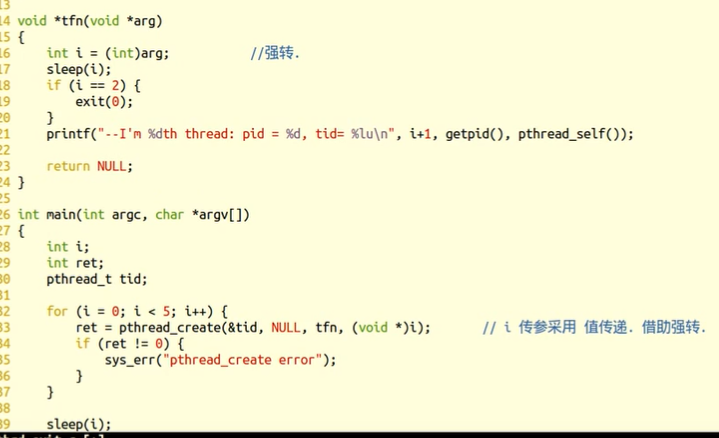 13
14 void *tfn(void *arg)
15 {
16     int i = (int)arg;          //强转.
17     sleep(i);
18     if (i == 2) {
19         exit(0);
20     }
21     printf("--I'm %dth thread: pid = %d, tid= %lu\n", i+1, getpid(), pthread_self());
22
23     return NULL;
24 }
25
26 int main(int argc, char *argv[])
27 {
28     int i;
29     int ret;
30     pthread_t tid;
31
32     for (i = 0; i < 5; i++) {
33         ret = pthread_create(&tid, NULL, tfn, (void *)i);       // i 传参采用 值传递. 借助强转.
34         if (ret != 0) {
35             sys_err("pthread_create error");
36         }
37     }
38
39     sleep(i);